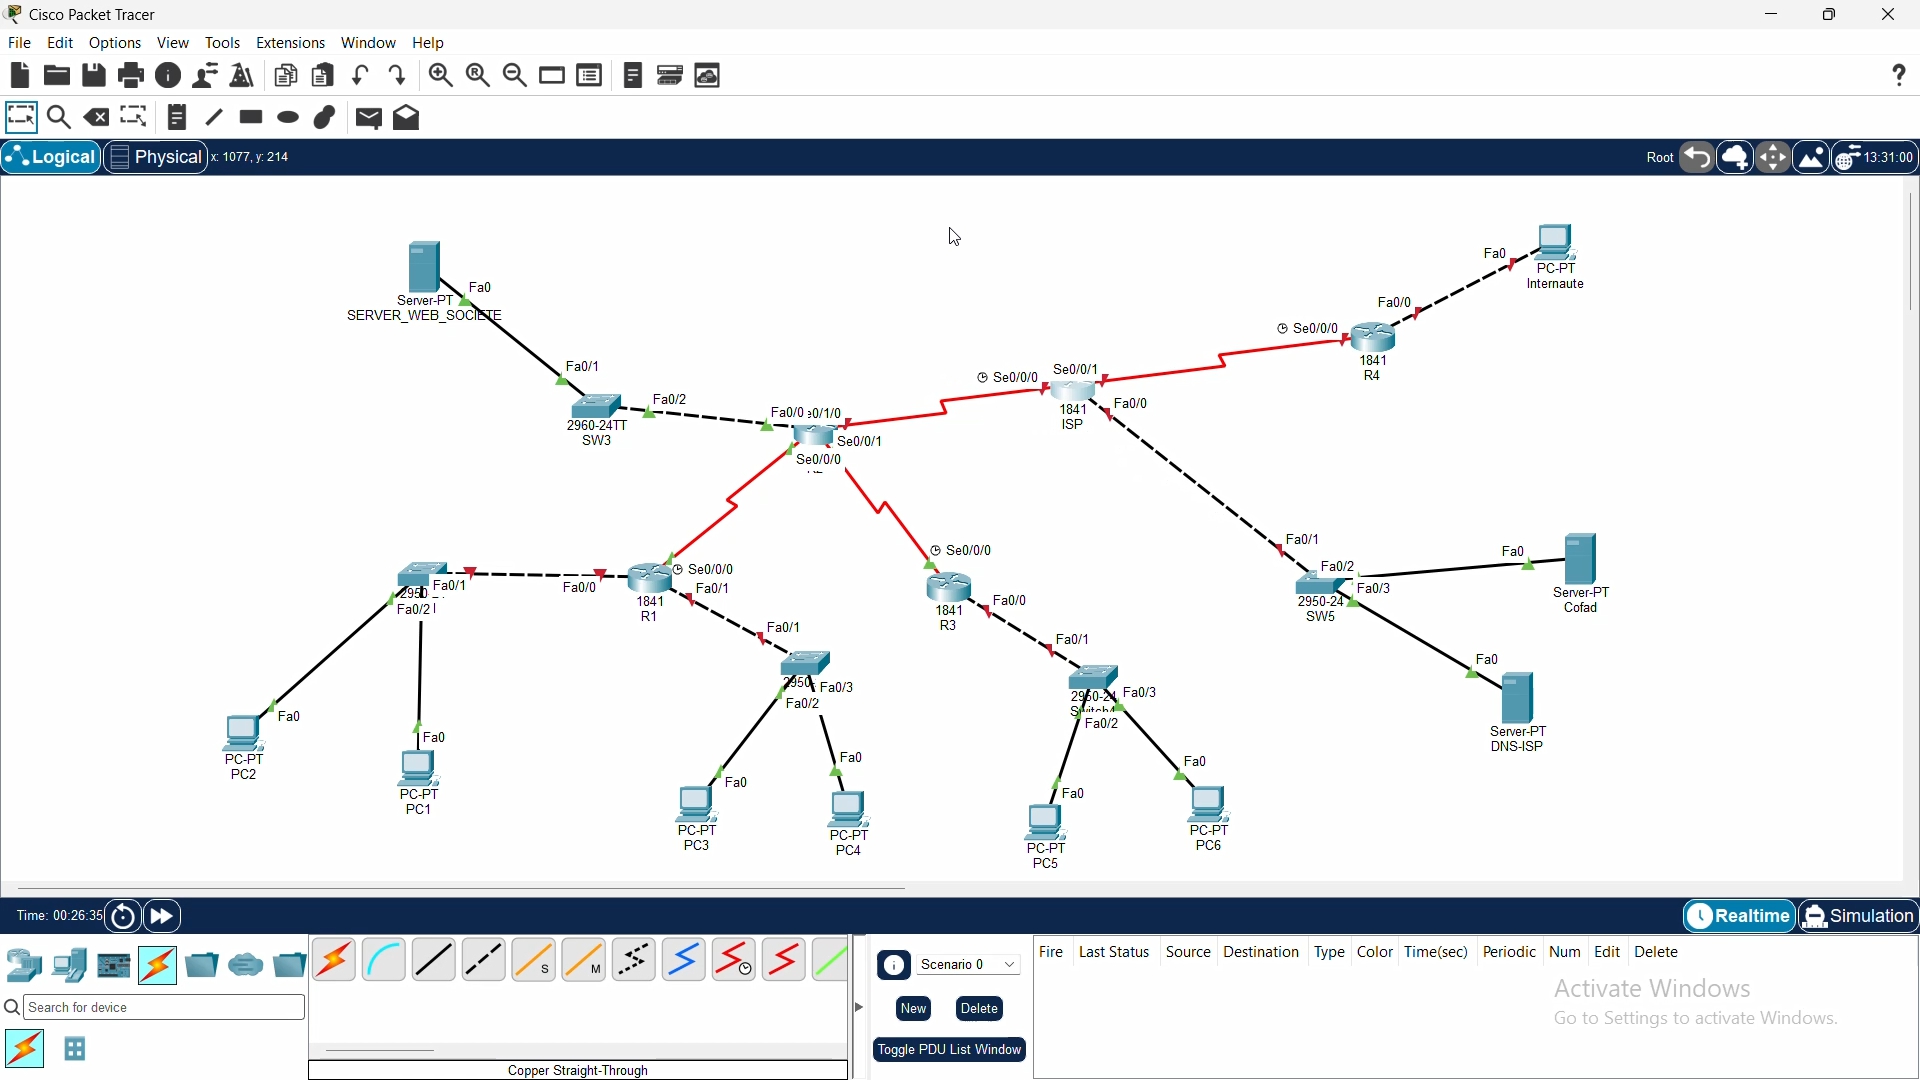 Cisco Packet Tracer
File Edit Options View Tools Extensions Window Help
Logical Physical x: 1077, y: 214 Root 13:31:00
Fa0
Server-PT
SERVER_WEB_SOCIETE
Fa0/1
2960-24TT
SW3
Fa0/2
Fa0/0
Se0/0/1
Se0/0/0
Se0/0/0
Se0/0/1
1841
ISP
Fa0/0
Se0/0/0
Fa0/0
1841
R4
Fa0
PC-PT
Internaute
Fa0/1
Fa0/2
Fa0/0
Se0/0/0
Fa0/1
1841
R1
Se0/0/0
Fa0/0
1841
R3
Fa0/1
Fa0/2
Fa0/3
2950-24
SW5
Fa0
Server-PT
Cofad
Fa0
Server-PT
DNS-ISP
Fa0/1
Fa0/3
Fa0/2
Fa0/1
Fa0/3
Fa0/2
2950-24
Fa0
PC-PT
PC2
Fa0
PC-PT
PC1
Fa0
PC-PT
PC3
Fa0
PC-PT
PC4
Fa0
PC-PT
PC5
Fa0
PC-PT
PC6
Time: 00:26:35 Realtime Simulation
S M
Search for device
Copper Straight-Through
Scenario 0
New Delete
Toggle PDU List Window
Fire Last Status Source Destination Type Color Time(sec) Periodic Num Edit Delete
Activate Windows
Go to Settings to activate Windows.